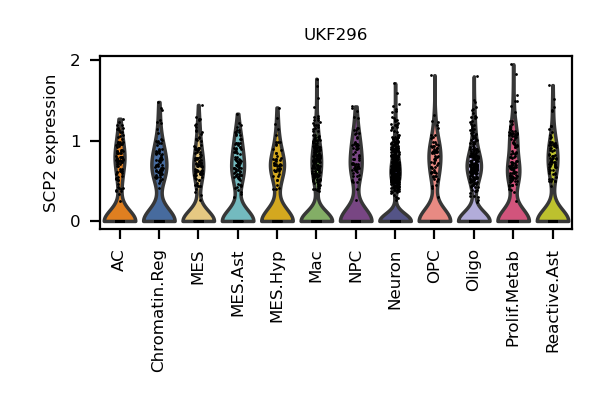 UKF296
SCP2 expression
2
1
0
AC
Chromatin.Reg
MES
MES.Ast
MES.Hyp
Mac
NPC
Neuron
OPC
Oligo
Prolif.Metab
Reactive.Ast